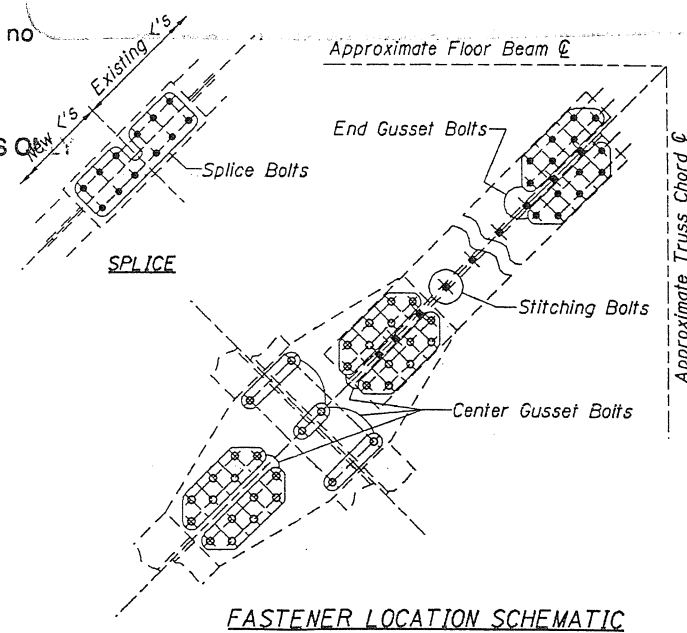 no
Approximate Floor Beam ℄
Existing L's
New L's
End Gusset Bolts
Splice Bolts
SPLICE
Approximate Truss Chord ℄
Stitching Bolts
Center Gusset Bolts
FASTENER LOCATION SCHEMATIC